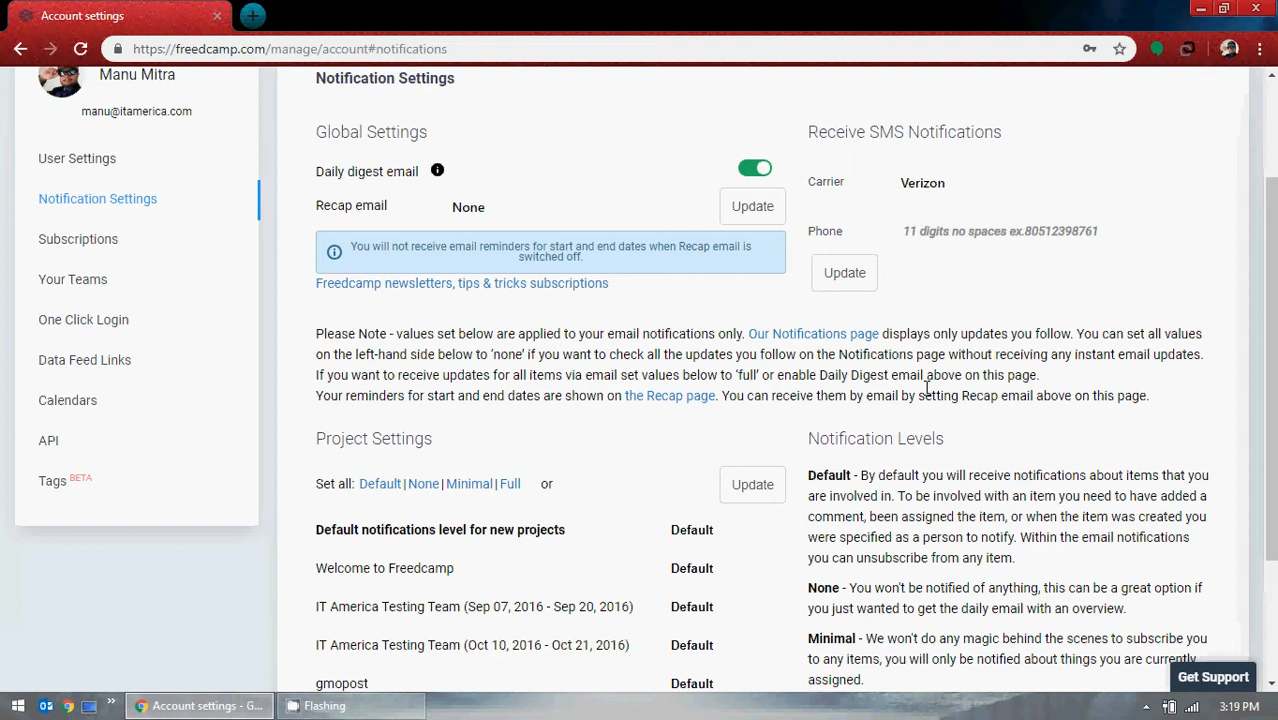 Account settings
https://freedcamp.com/manage/account#notifications
Manu Mitra
manu@itamerica.com
User Settings
Notification Settings
Subscriptions
Your Teams
One Click Login
Data Feed Links
Calendars
API
Tags BETA
Notification Settings
Global Settings
Daily digest email
Recap email None Update
You will not receive email reminders for start and end dates when Recap email is
switched off.
Freedcamp newsletters, tips & tricks subscriptions
Receive SMS Notifications
Carrier Verizon
Phone 11 digits no spaces ex.80512398761
Update
Please Note - values set below are applied to your email notifications only. Our Notifications page displays only updates you follow. You can set all values
on the left-hand side below to ‘none’ if you want to check all the updates you follow on the Notifications page without receiving any instant email updates.
If you want to receive updates for all items via email set values below to ‘full’ or enable Daily Digest email above on this page.
Your reminders for start and end dates are shown on the Recap page. You can receive them by email by setting Recap email above on this page.
Project Settings
Set all: Default | None | Minimal | Full or Update
Default notifications level for new projects Default
Welcome to Freedcamp Default
IT America Testing Team (Sep 07, 2016 - Sep 20, 2016) Default
IT America Testing Team (Oct 10, 2016 - Oct 21, 2016) Default
gmopost Default
Notification Levels
Default - By default you will receive notifications about items that you
are involved in. To be involved with an item you need to have added a
comment, been assigned the item, or when the item was created you
were specified as a person to notify. Within the email notifications
you can unsubscribe from any item.
None - You won't be notified of anything, this can be a great option if
you just wanted to get the daily email with an overview.
Minimal - We won't do any magic behind the scenes to subscribe you
to any items, you will only be notified about things you are currently
assigned.
Get Support
Account settings - G...
Flashing
3:19 PM